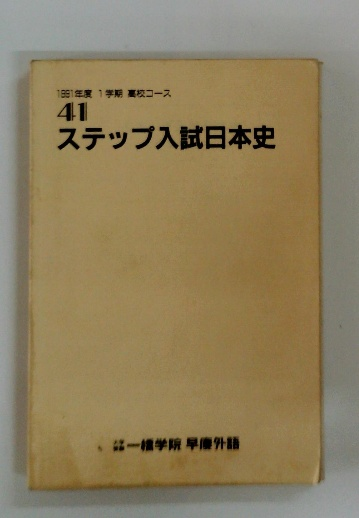 1991年度 1学期 高校コース
41
ステップ入試日本史
一橋学院 早慶外語